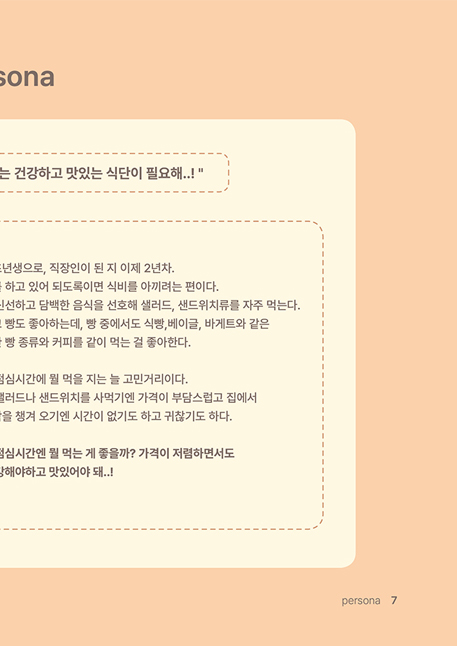 sona
는 건강하고 맛있는 식단이 필요해..! "
년생으로, 직장인이 된 지 이제 2년차.
하고 있어 되도록이면 식비를 아끼려는 편이다.
신선하고 담백한 음식을 선호해 샐러드, 샌드위치류를 자주 먹는다.
빵도 좋아하는데, 빵 중에서도 식빵,베이글, 바게트와 같은
빵 종류와 커피를 같이 먹는 걸 좋아한다.
점심시간에 뭘 먹을 지는 늘 고민거리이다.
샐러드나 샌드위치를 사먹기엔 가격이 부담스럽고 집에서
을 챙겨 오기엔 시간이 없기도 하고 귀찮기도 하다.
점심시간엔 뭘 먹는 게 좋을까? 가격이 저렴하면서도
강해야하고 맛있어야 돼..!
persona 7